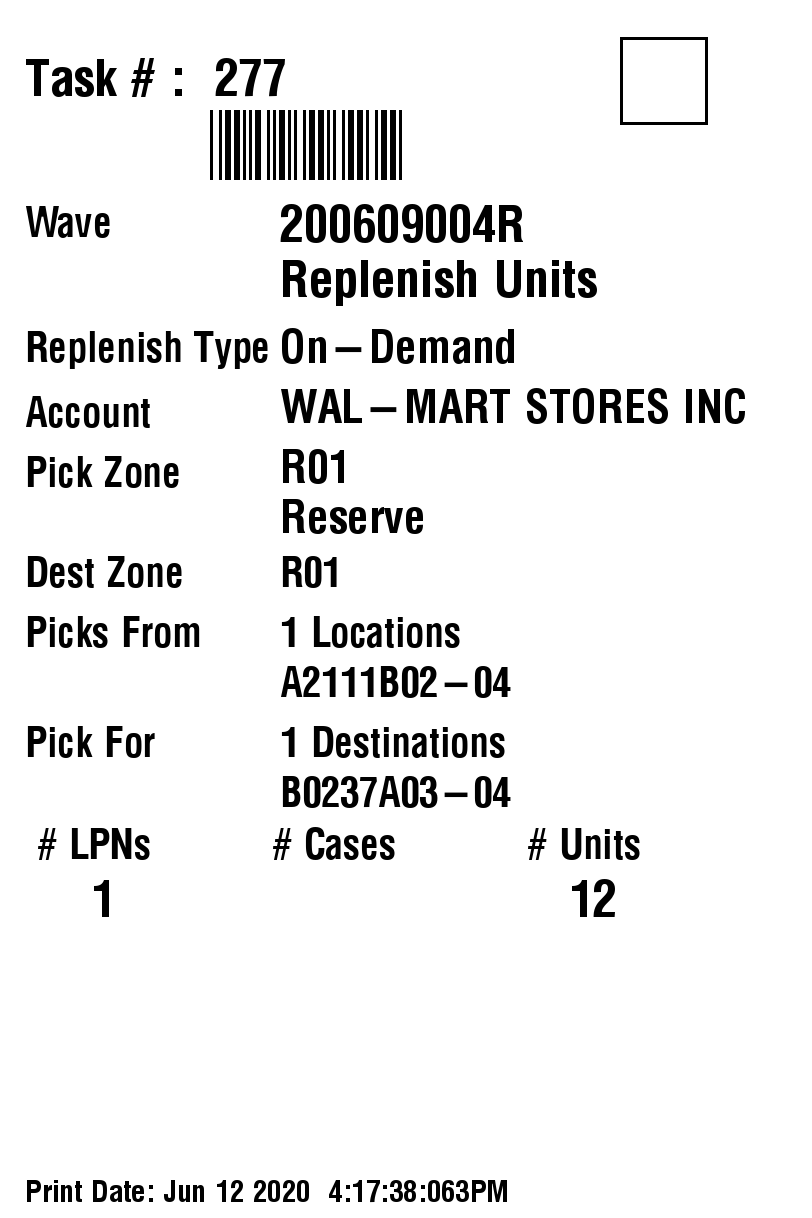 Task # : 277
Wave 200609004R
Replenish Units
Replenish Type On-Demand
Account WAL-MART STORES INC
Pick Zone R01
Reserve
Dest Zone R01
Picks From 1 Locations
A2111B02-04
Pick For 1 Destinations
B0237A03-04
# LPNs # Cases # Units
1 12
Print Date: Jun 12 2020 4:17:38:063PM